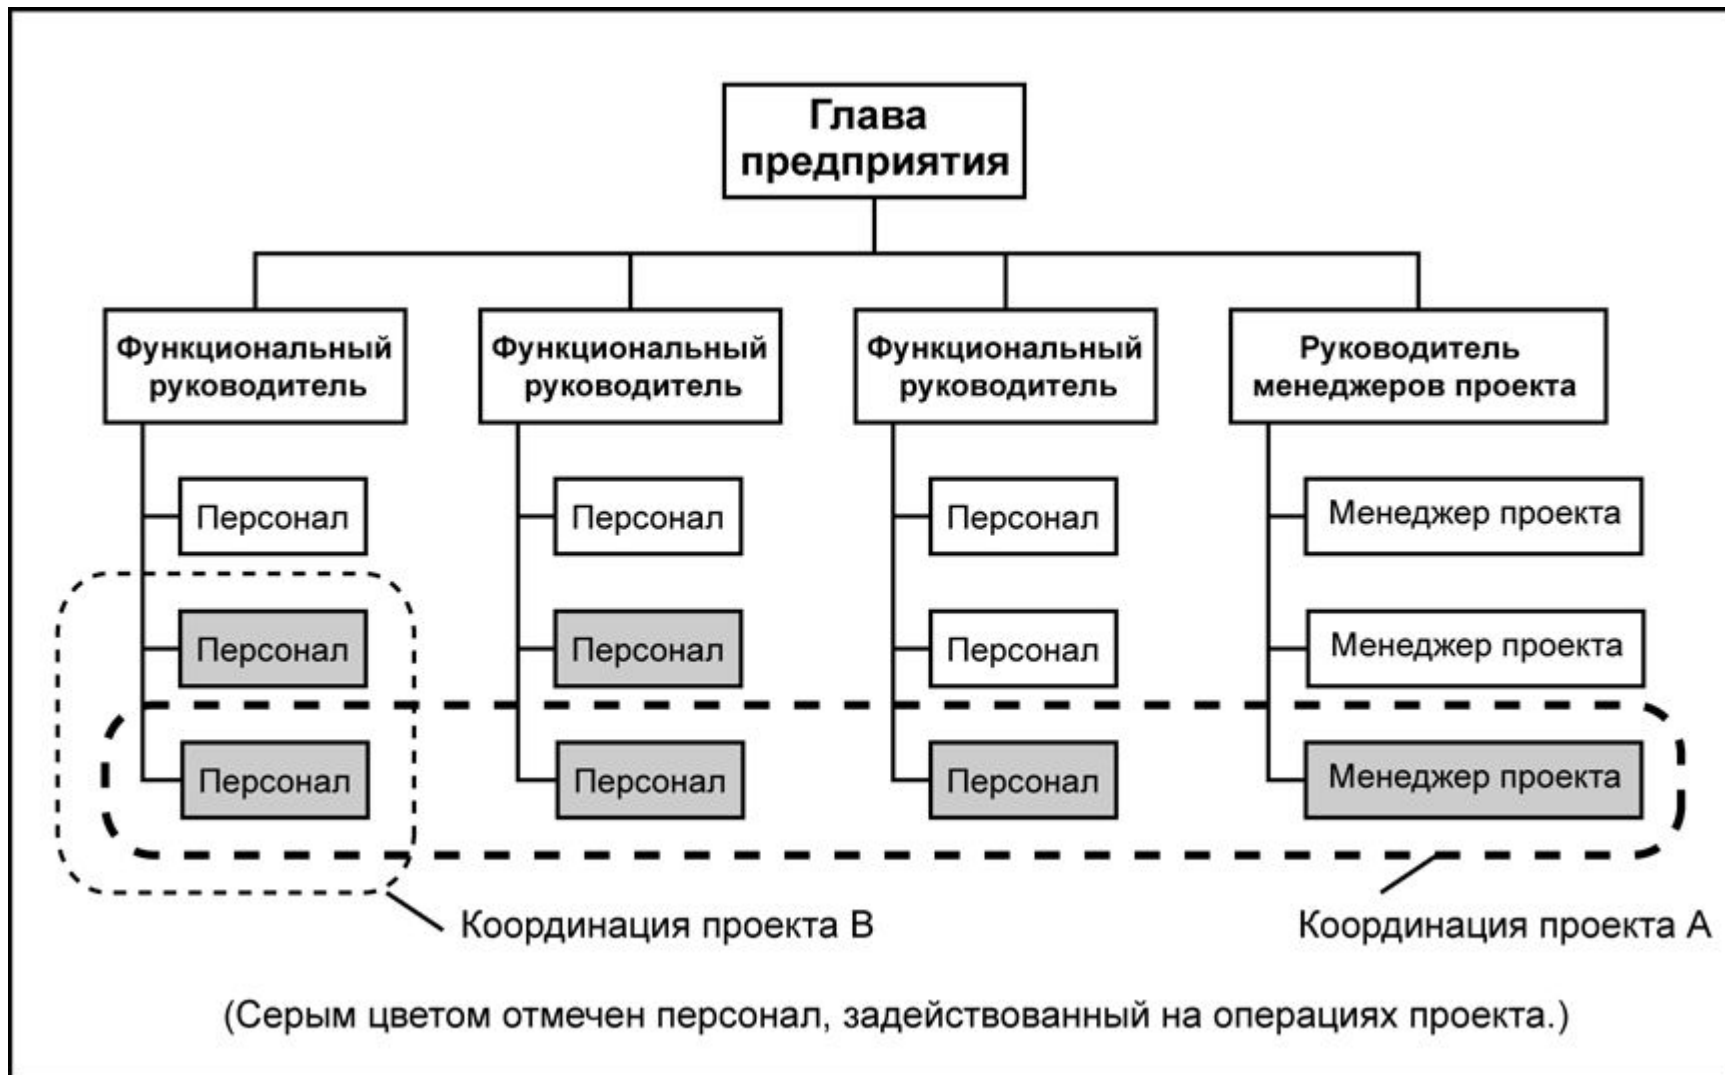 Глава
предприятия
Функциональный
руководитель
Функциональный
руководитель
Функциональный
руководитель
Руководитель
менеджеров проекта
Персонал
Персонал
Персонал
Менеджер проекта
Персонал
Персонал
Персонал
Менеджер проекта
Персонал
Персонал
Персонал
Менеджер проекта
Координация проекта В
Координация проекта А
(Серым цветом отмечен персонал, задействованный на операциях проекта.)